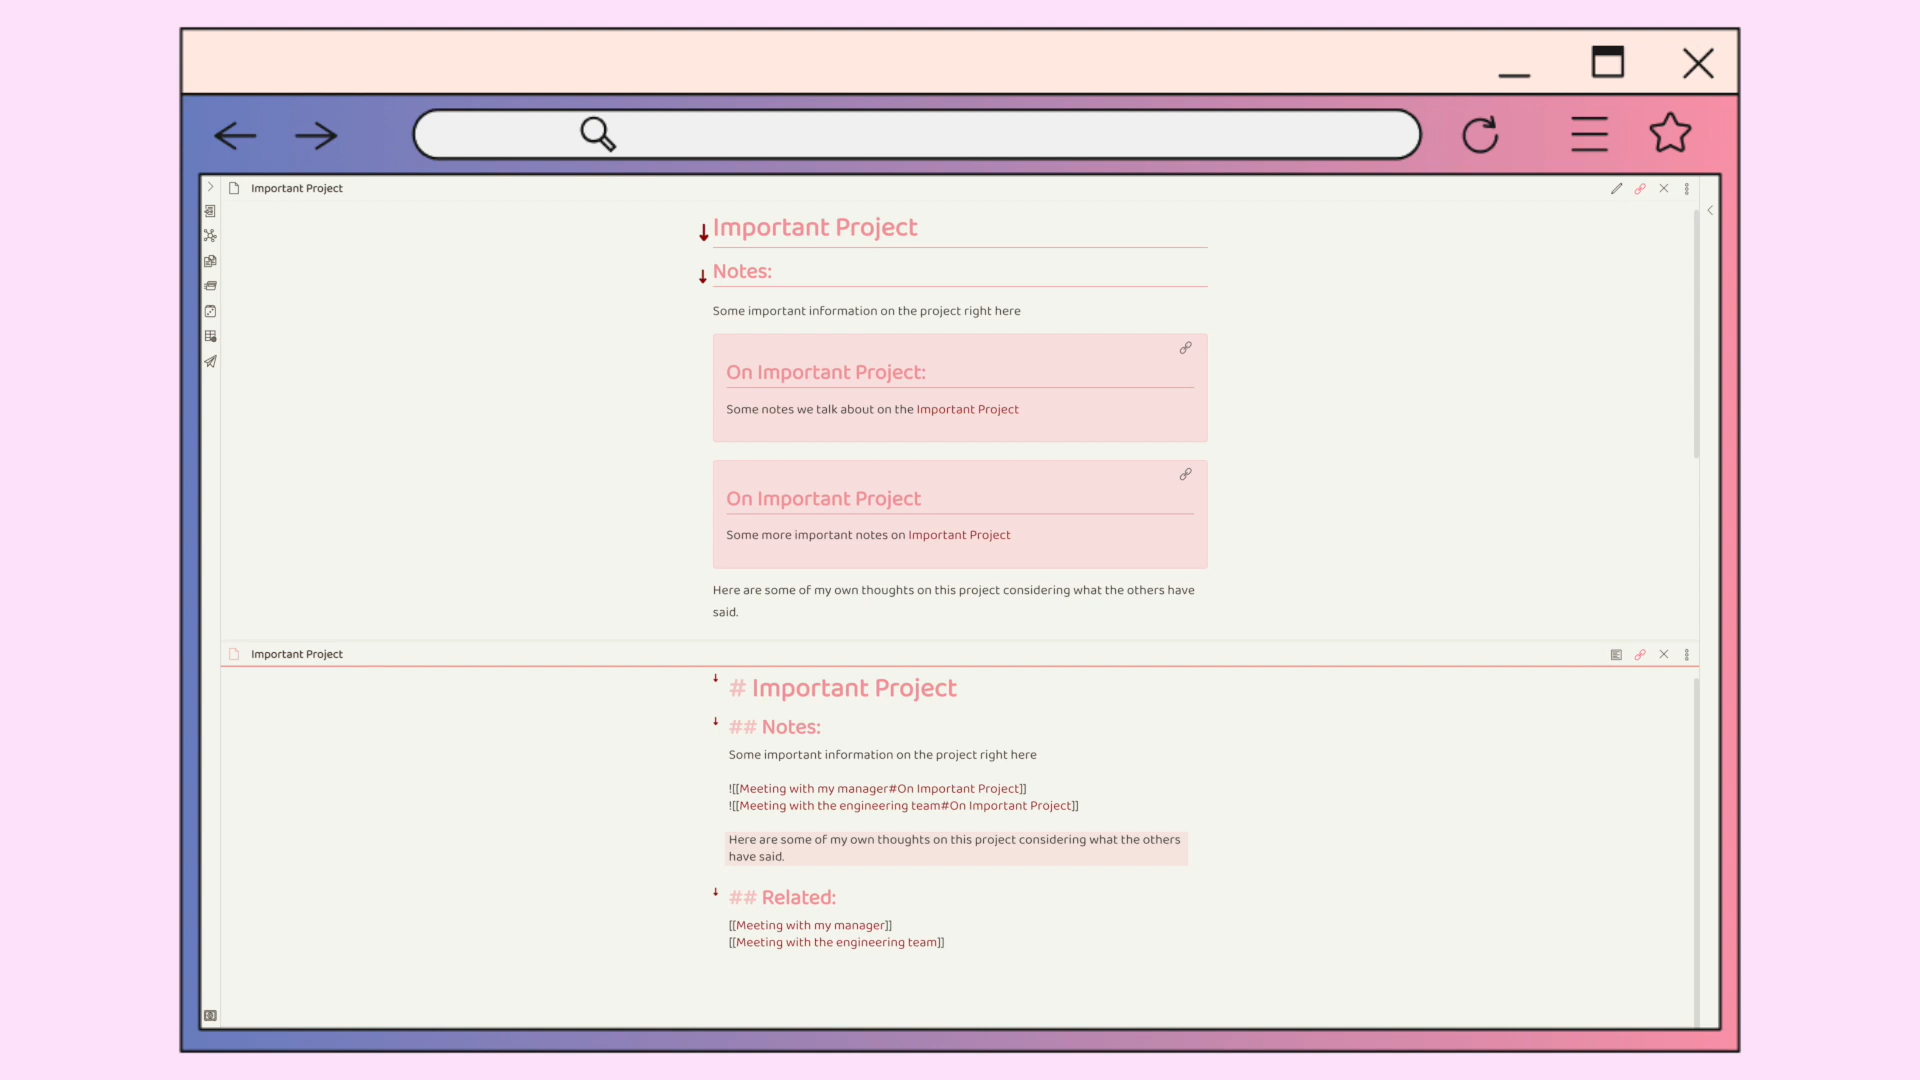 Important Project
Important Project
Notes:
Some important information on the project right here
On Important Project:
Some notes we talk about on the Important Project
On Important Project
Some more important notes on Important Project
Here are some of my own thoughts on this project considering what the others have
said.
Important Project
# Important Project
## Notes:
Some important information on the project right here
![[Meeting with my manager#On Important Project]]
![[Meeting with the engineering team#On Important Project]]
Here are some of my own thoughts on this project considering what the others
have said.
## Related:
[[Meeting with my manager]]
[[Meeting with the engineering team]]